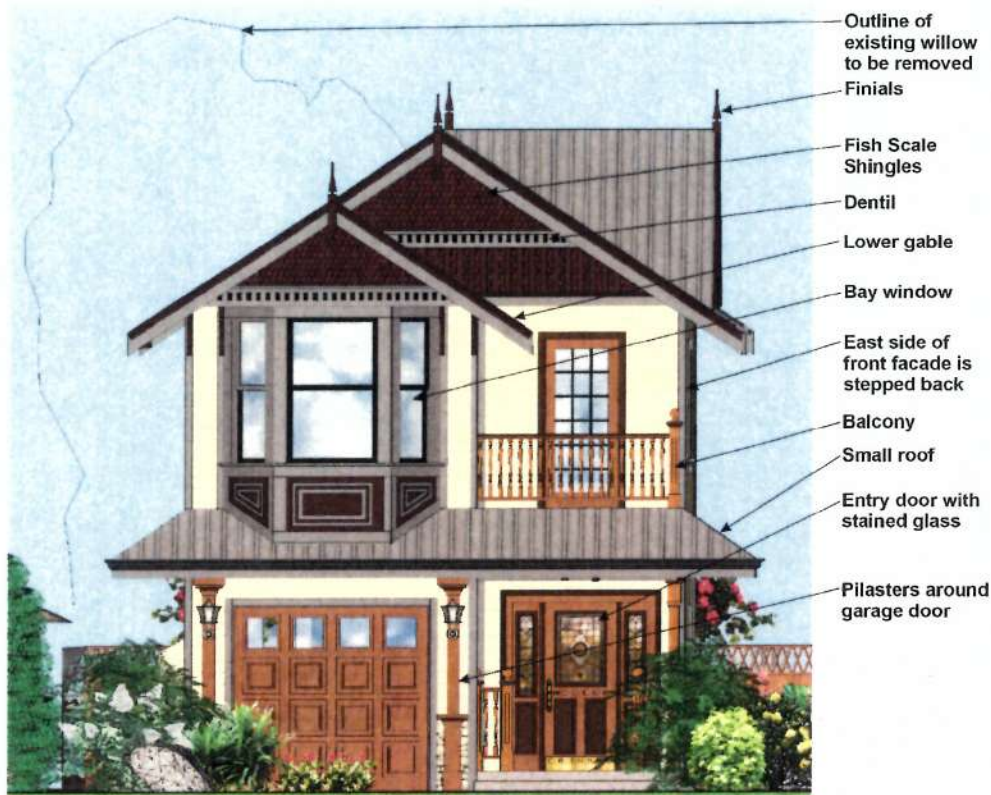 Outline of
existing willow
to be removed
Finials
Fish Scale
Shingles
Dentil
Lower gable
Bay window
East side of
front facade is
stepped back
Balcony
Small roof
Entry door with
stained glass
Pilasters around
garage door